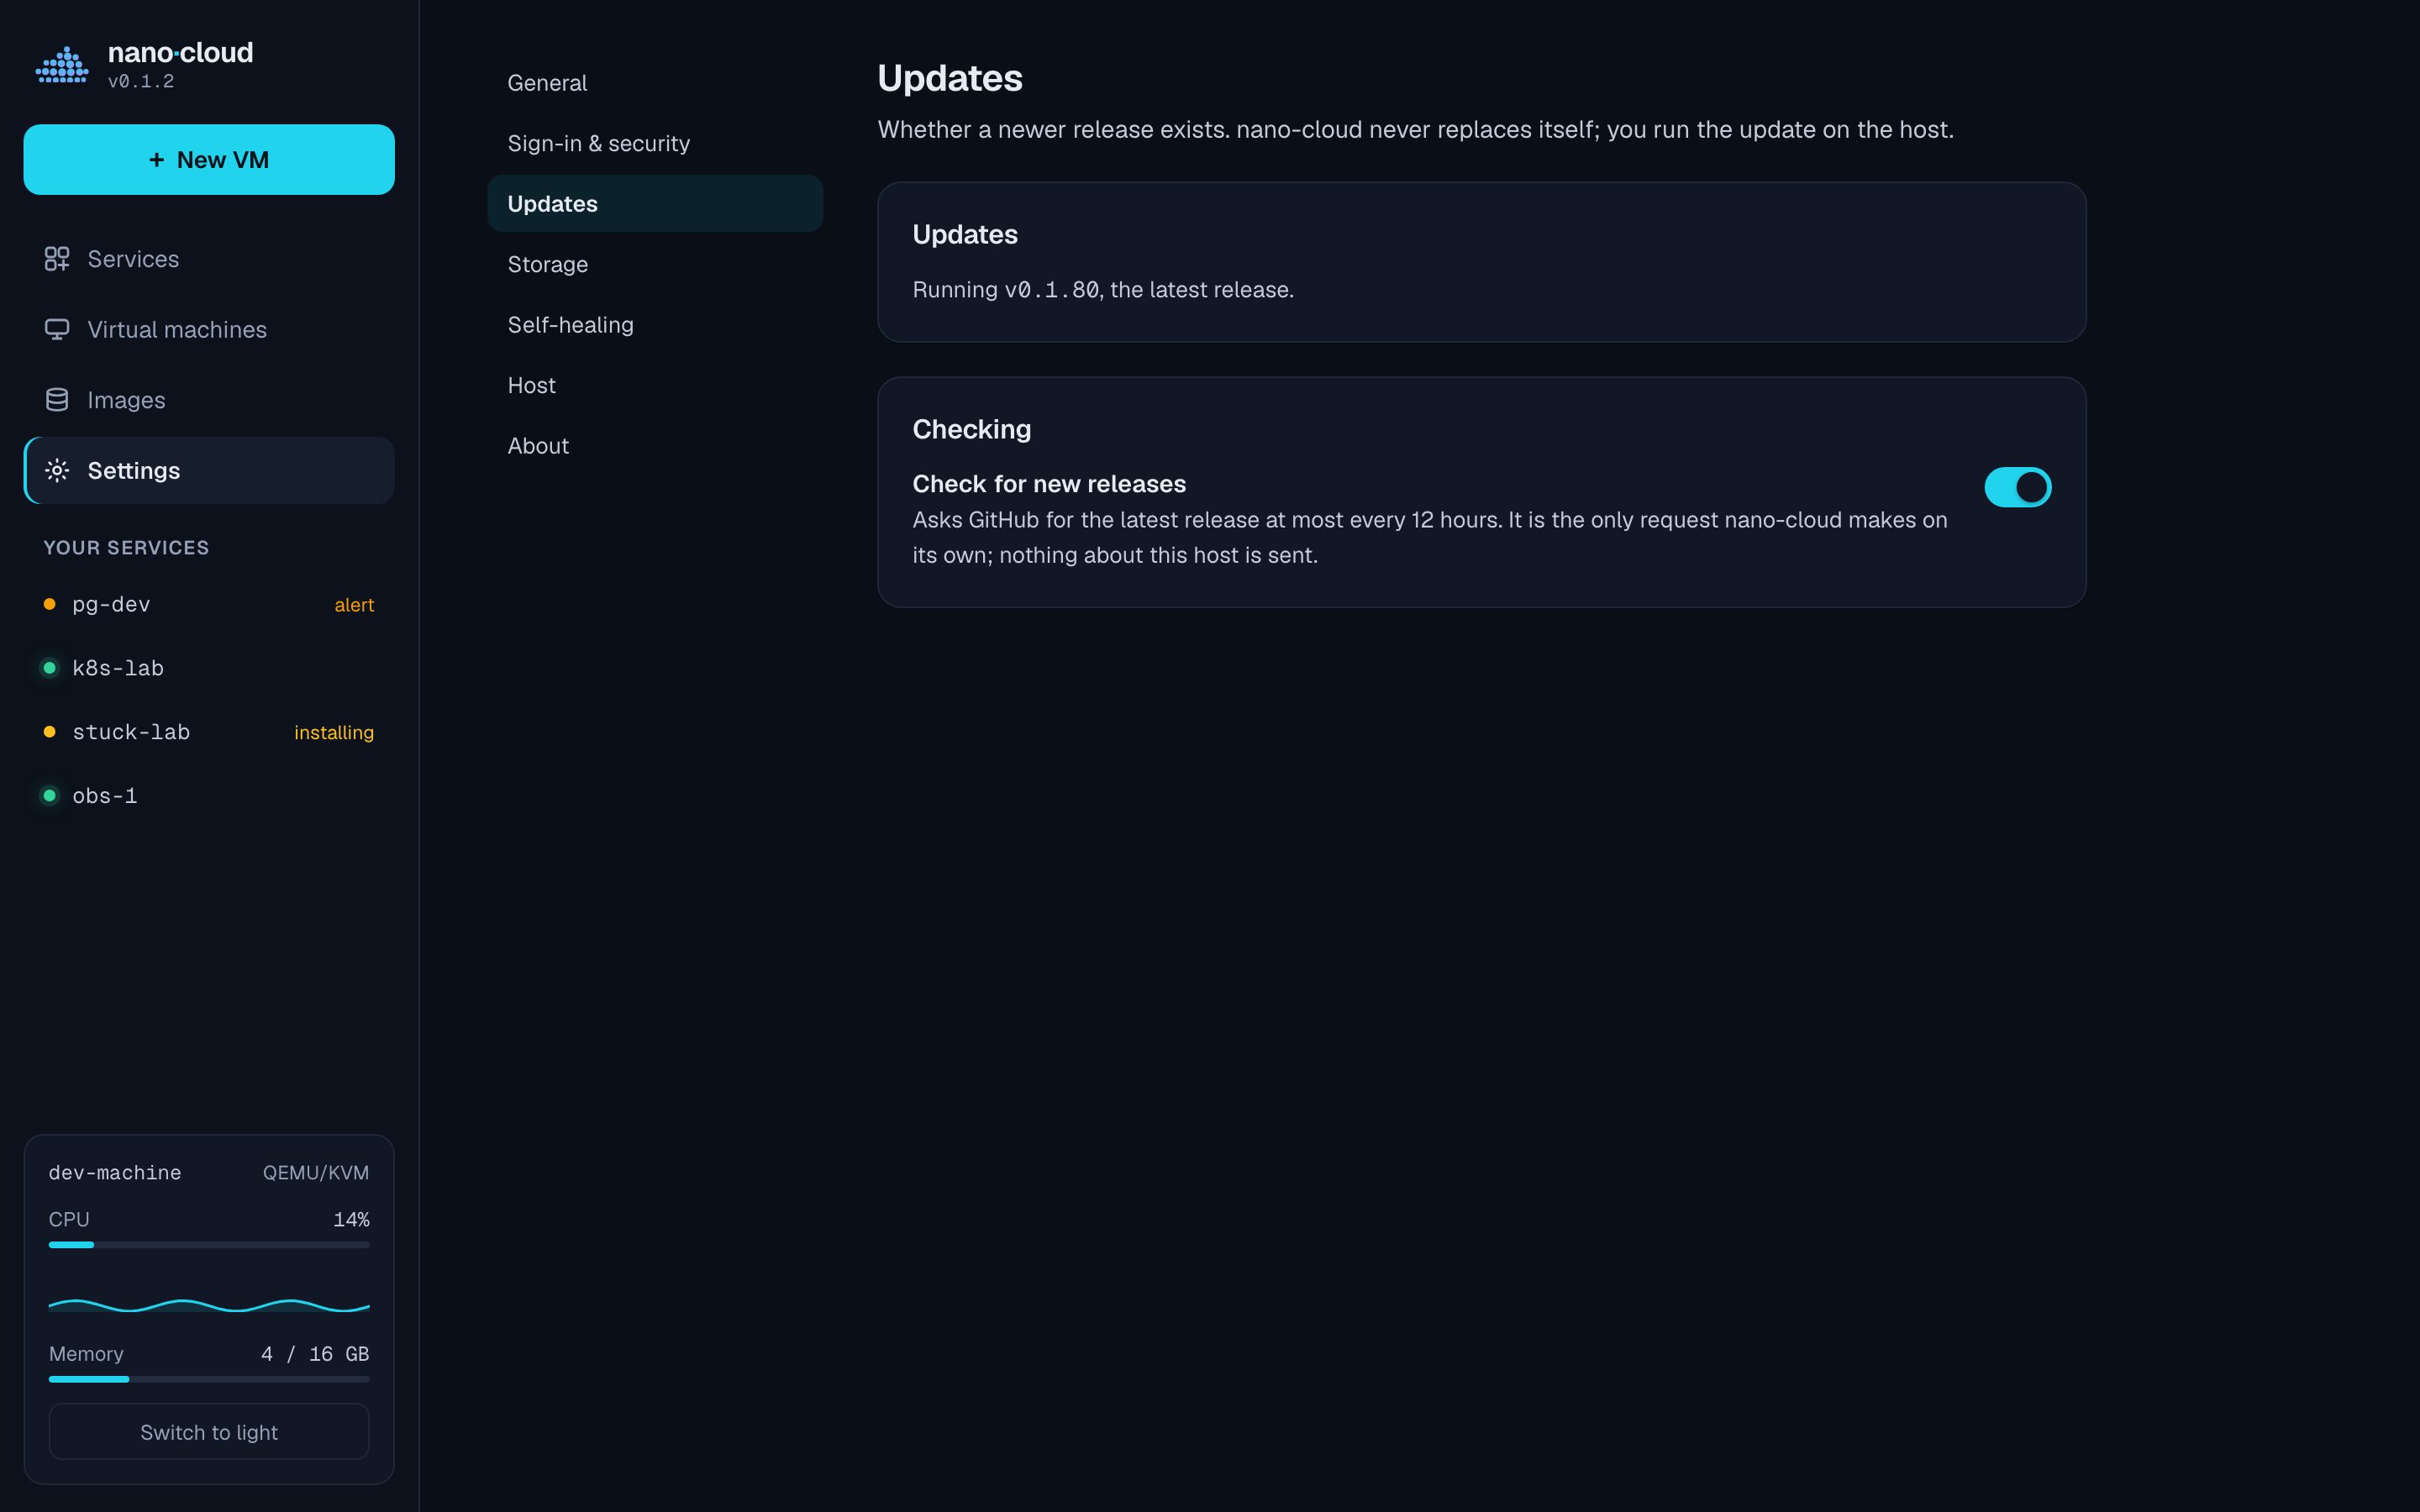 nano·cloud
v0.1.2
+ New VM
Services
Virtual machines
Images
Settings
YOUR SERVICES
pg-dev alert
k8s-lab
stuck-lab installing
obs-1
dev-machine QEMU/KVM
CPU 14%
Memory 4 / 16 GB
Switch to light
General
Sign-in & security
Updates
Storage
Self-healing
Host
About
Updates
Whether a newer release exists. nano-cloud never replaces itself; you run the update on the host.
Updates
Running v0.1.80, the latest release.
Checking
Check for new releases
Asks GitHub for the latest release at most every 12 hours. It is the only request nano-cloud makes on
its own; nothing about this host is sent.